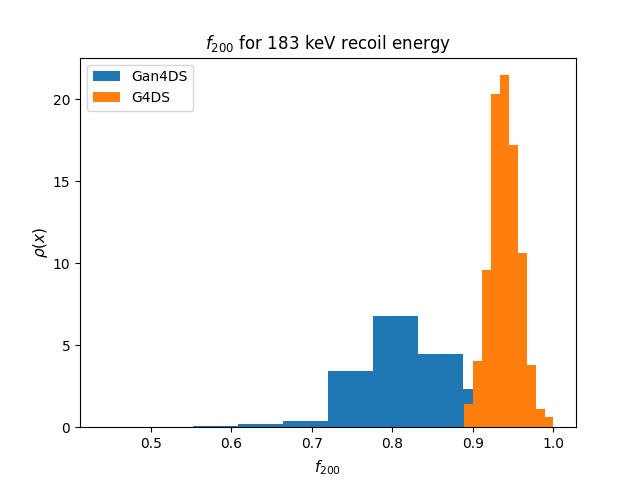 f₂₀₀ for 183 keV recoil energy
Gan4DS
G4DS
ρ(x)
20
15
10
5
0
0.5 0.6 0.7 0.8 0.9 1.0
f₂₀₀